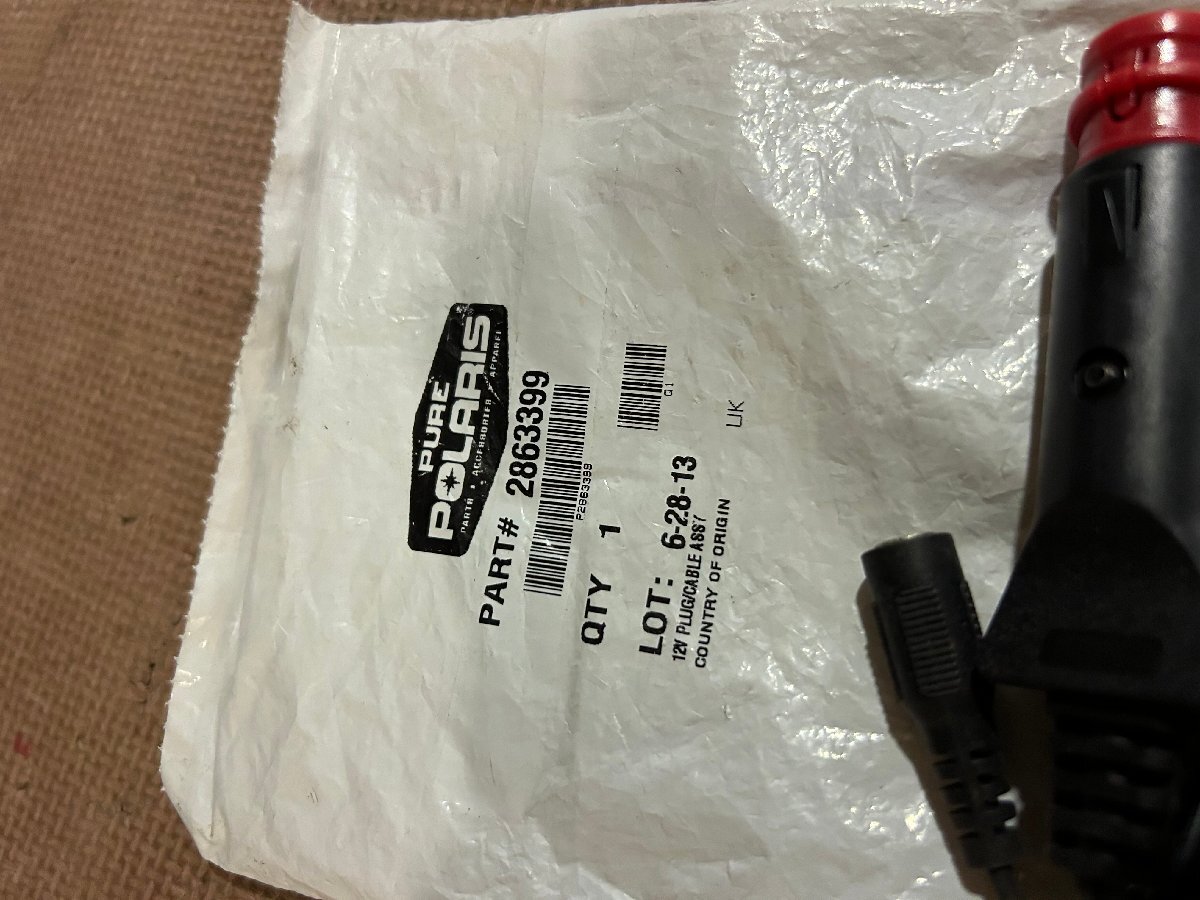 PURE
POLARIS
PARTS • ACCESSORIES • APPAREL
PART# 2863399
P2863399
QTY 1
Q1
LOT: 6-28-13
12V PLUG/CABLE ASSY
COUNTRY OF ORIGIN UK